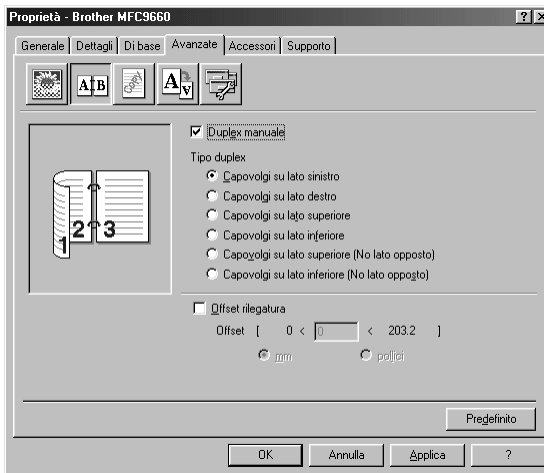 Proprietà - Brother MFC9660
? ×
Generale Dettagli Di base Avanzate Accessori Supporto
A B
A A
1 2 3
Duplex manuale
Tipo duplex
Capovolgi su lato sinistro
Capovolgi su lato destro
Capovolgi su lato superiore
Capovolgi su lato inferiore
Capovolgi su lato superiore (No lato opposto)
Capovolgi su lato inferiore (No lato opposto)
Offset rilegatura
Offset [ 0 < 0 < 203.2 ]
mm pollici
Predefinito
OK Annulla Applica ?